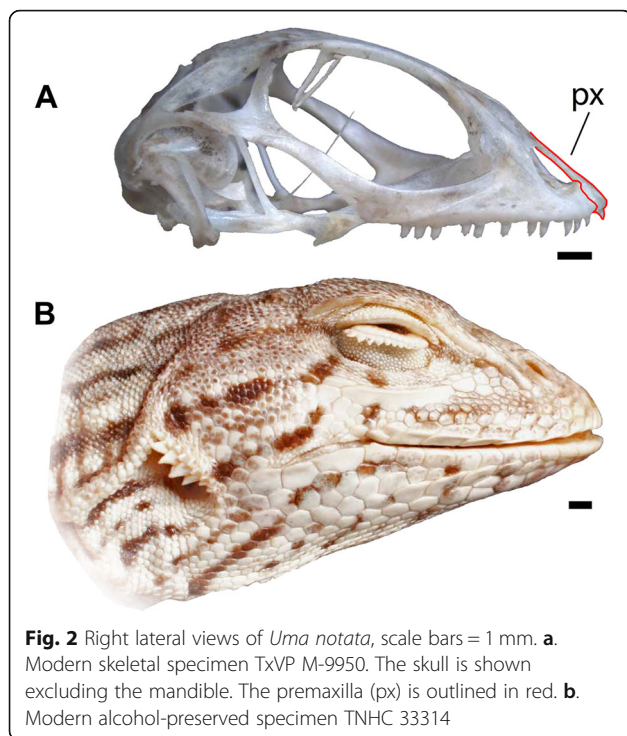 A
px
B
Fig. 2 Right lateral views of Uma notata, scale bars = 1 mm. a.
Modern skeletal specimen TxVP M-9950. The skull is shown
excluding the mandible. The premaxilla (px) is outlined in red. b.
Modern alcohol-preserved specimen TNHC 33314